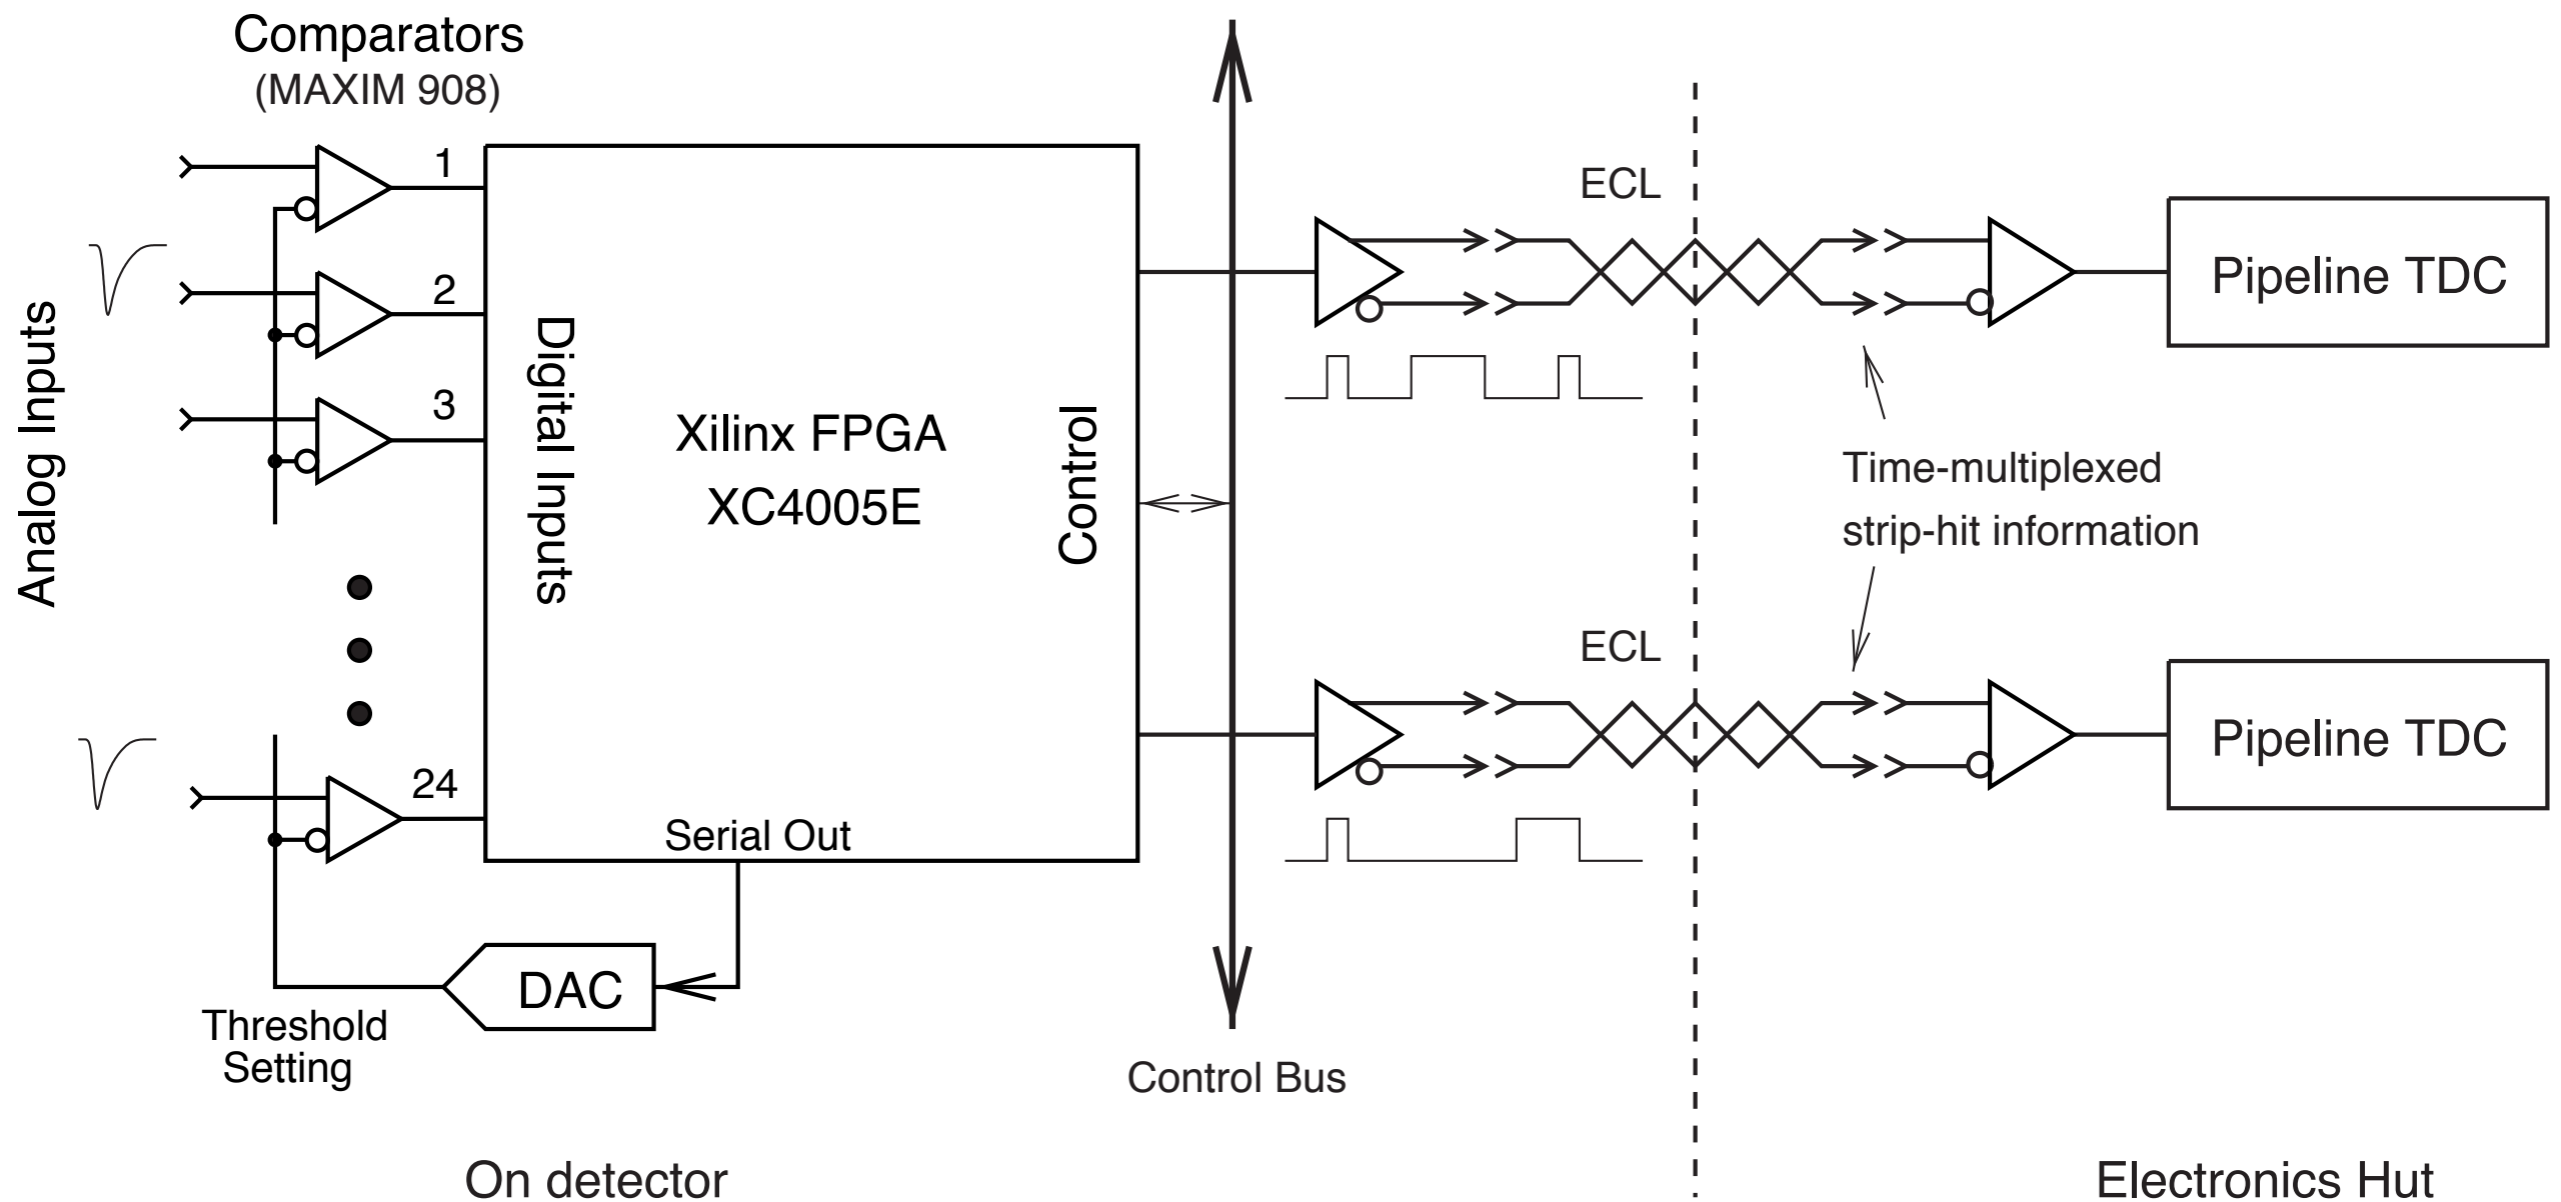 Comparators
(MAXIM 908)
Analog Inputs
1
2
3
24
Digital Inputs
Xilinx FPGA
XC4005E
Control
Serial Out
DAC
Threshold
Setting
Control Bus
ECL
Pipeline TDC
Time-multiplexed
strip-hit information
ECL
Pipeline TDC
On detector
Electronics Hut